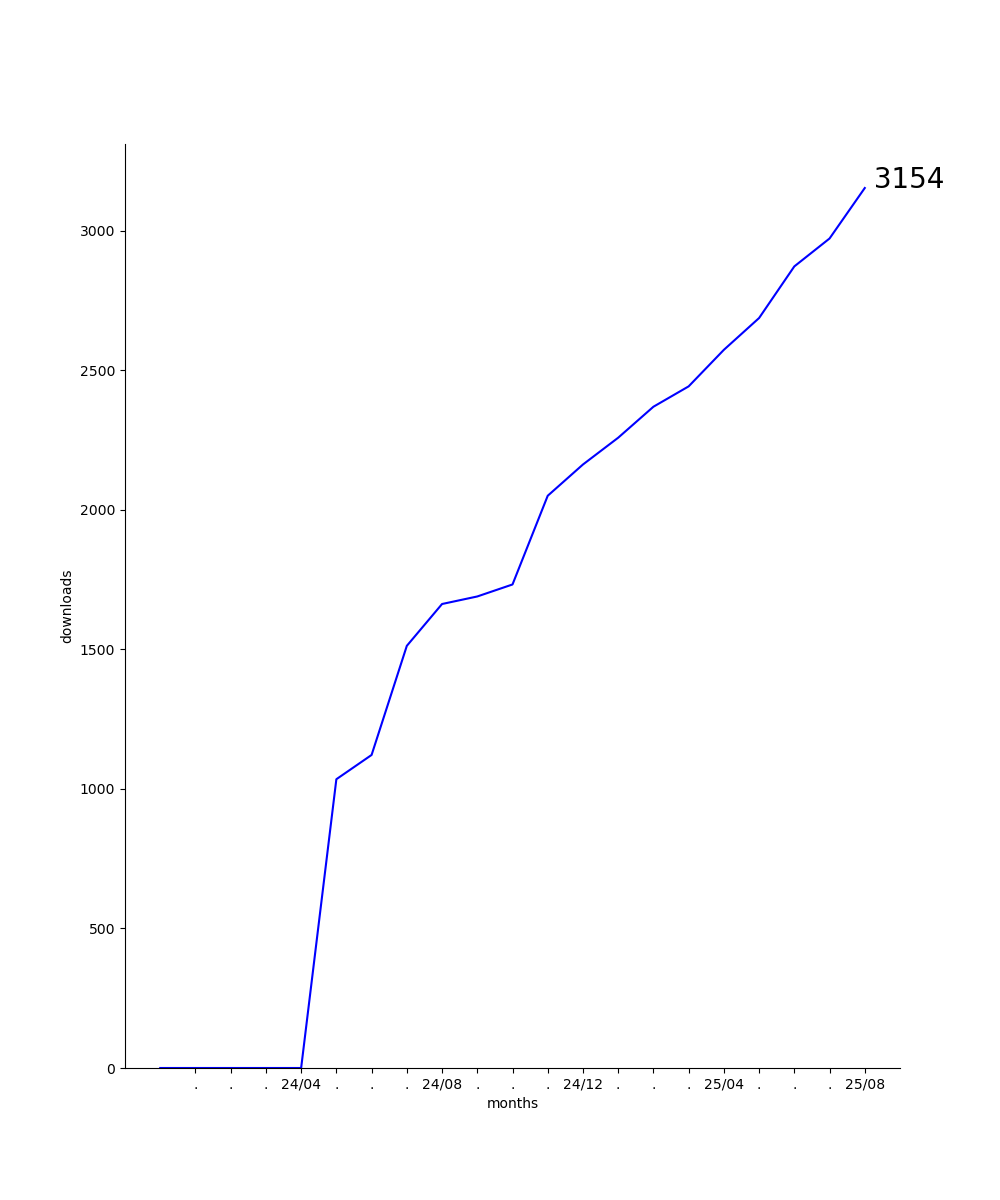 3154
3000
2500
2000
1500
1000
500
0
downloads
. . . 24/04 . . . 24/08 . . . 24/12 . . . 25/04 . . . 25/08
months